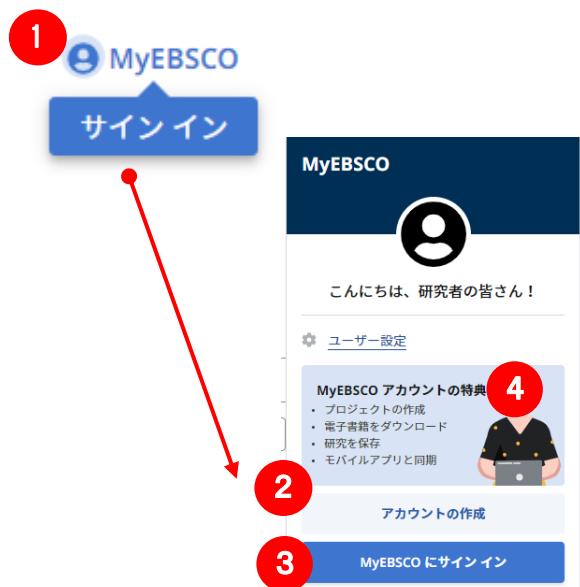 1
MyEBSCO
サイン イン
MyEBSCO
こんにちは、研究者の皆さん！
ユーザー設定
MyEBSCO アカウントの特典
4
• プロジェクトの作成
• 電子書籍をダウンロード
• 研究を保存
• モバイルアプリと同期
2
アカウントの作成
3
MyEBSCO にサイン イン